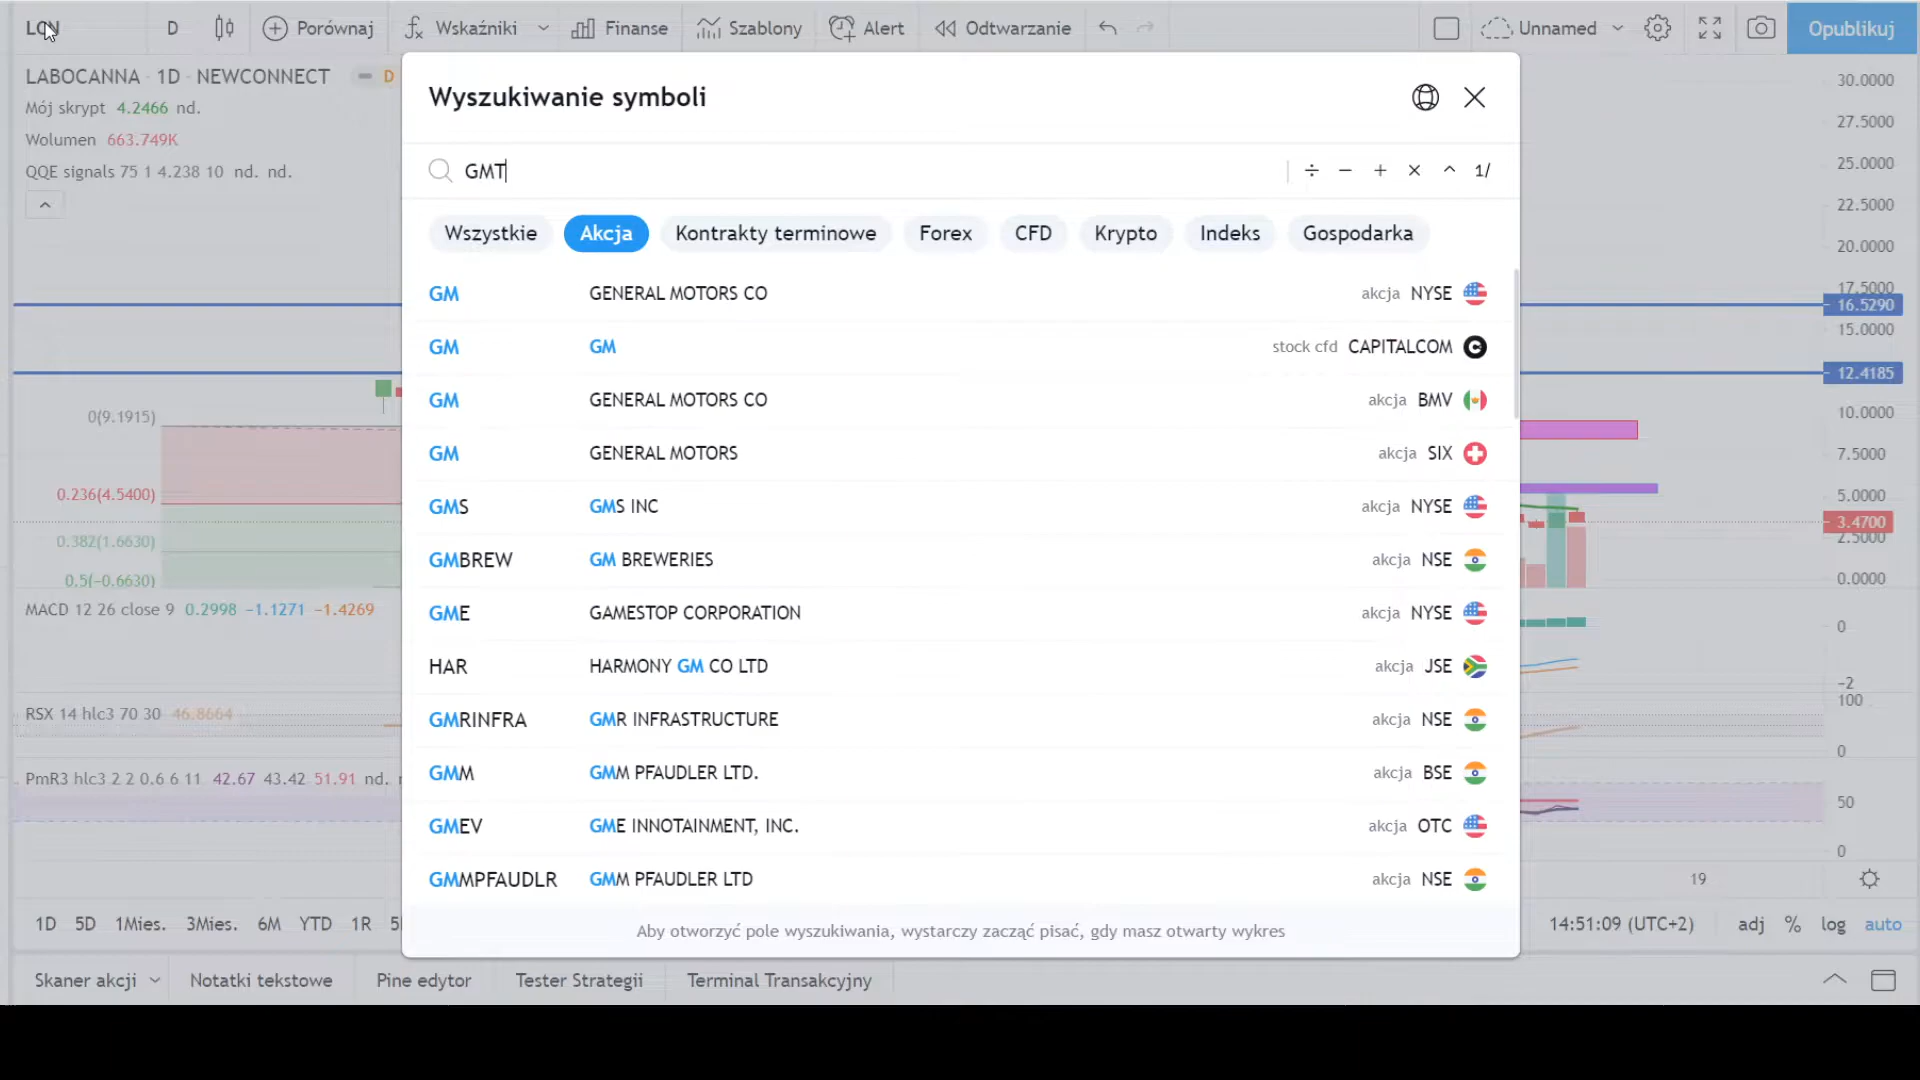 LCN D Porównaj Wskaźniki Finanse Szablony Alert Odtwarzanie Unnamed Opublikuj
LABOCANNA · 1D · NEWCONNECT D
Mój skrypt 4.2466 nd.
Wolumen 663.749K
QQE signals 75 1 4.238 10 nd. nd.
Wyszukiwanie symboli
GMT ÷ − + × ^ 1/
Wszystkie Akcja Kontrakty terminowe Forex CFD Krypto Indeks Gospodarka
GM GENERAL MOTORS CO akcja NYSE
GM GM stock cfd CAPITALCOM
GM GENERAL MOTORS CO akcja BMV
GM GENERAL MOTORS akcja SIX
GMS GMS INC akcja NYSE
GMBREW GM BREWERIES akcja NSE
GME GAMESTOP CORPORATION akcja NYSE
HAR HARMONY GM CO LTD akcja JSE
GMRINFRA GMR INFRASTRUCTURE akcja NSE
GMM GMM PFAUDLER LTD. akcja BSE
GMEV GME INNOTAINMENT, INC. akcja OTC
GMMPFAUDLR GMM PFAUDLER LTD akcja NSE
Aby otworzyć pole wyszukiwania, wystarczy zacząć pisać, gdy masz otwarty wykres
0(9.1915)
0.236(4.5400)
0.382(1.6630)
0.5(−0.6630)
MACD 12 26 close 9 0.2998 −1.1271 −1.4269
RSX 14 hlc3 70 30 46.8664
PmR3 hlc3 2 2 0.6 6 11 42.67 43.42 51.91 nd.
30.0000
27.5000
25.0000
22.5000
20.0000
17.5000
16.5290
15.0000
12.4185
10.0000
7.5000
5.0000
3.4700
2.5000
0.0000
0
−2
100
0
50
0
19
1D 5D 1Mies. 3Mies. 6M YTD 1R 14:51:09 (UTC+2) adj % log auto
Skaner akcji Notatki tekstowe Pine edytor Tester Strategii Terminal Transakcyjny